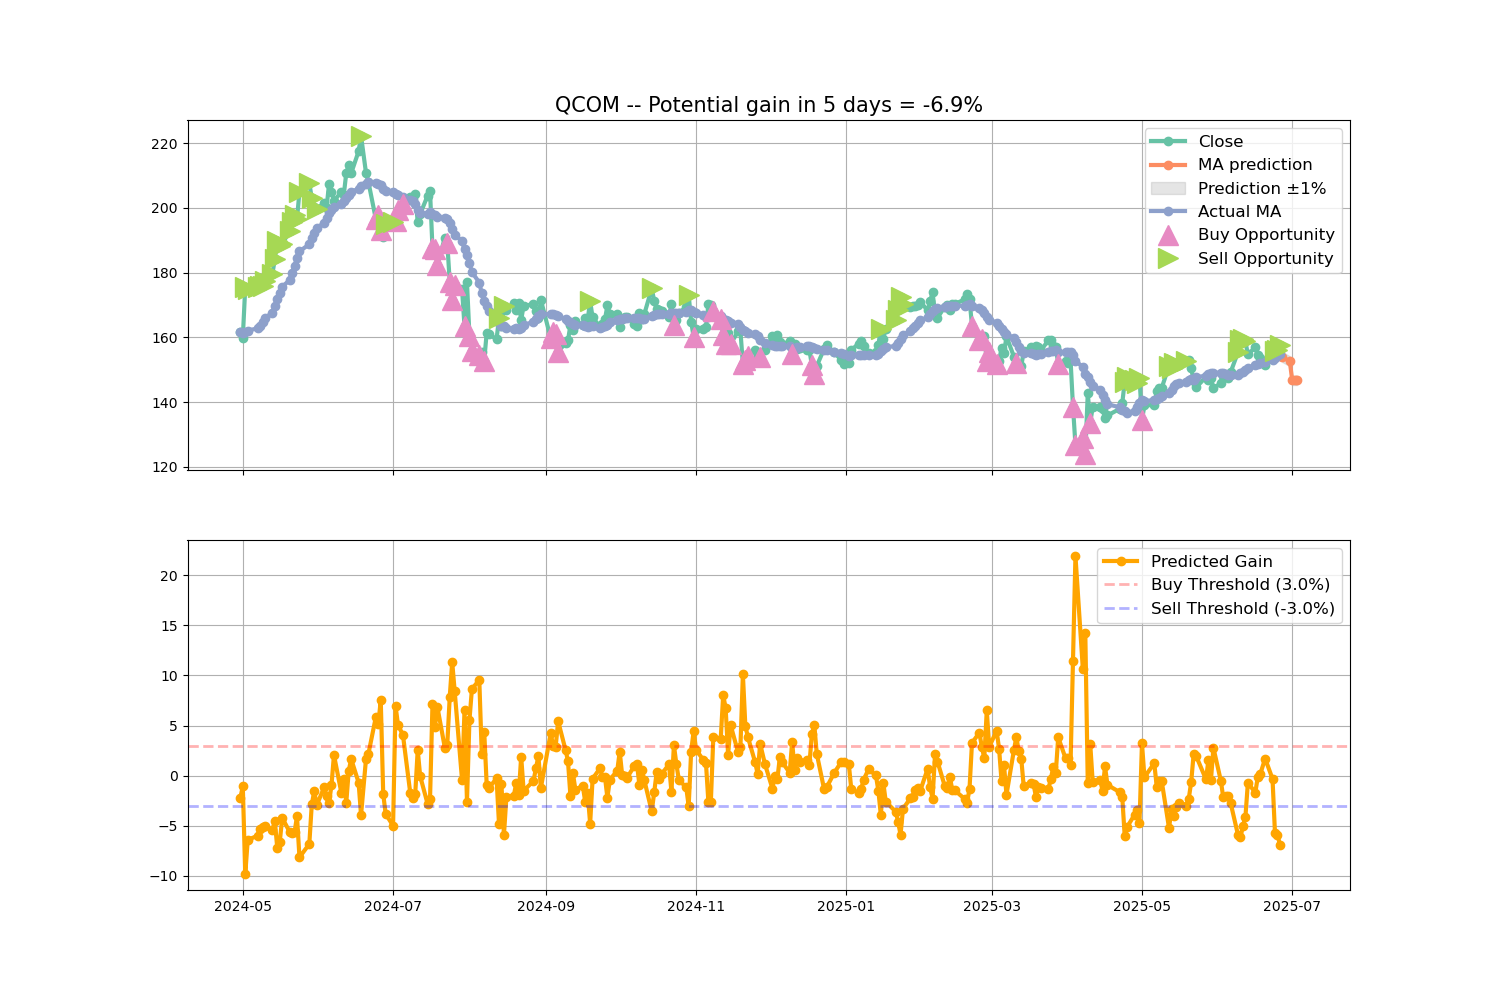 QCOM -- Potential gain in 5 days = -6.9%
220
200
180
160
140
120
Close
MA prediction
Prediction ±1%
Actual MA
Buy Opportunity
Sell Opportunity
20
15
10
5
0
−5
−10
Predicted Gain
Buy Threshold (3.0%)
Sell Threshold (-3.0%)
2024-05 2024-07 2024-09 2024-11 2025-01 2025-03 2025-05 2025-07